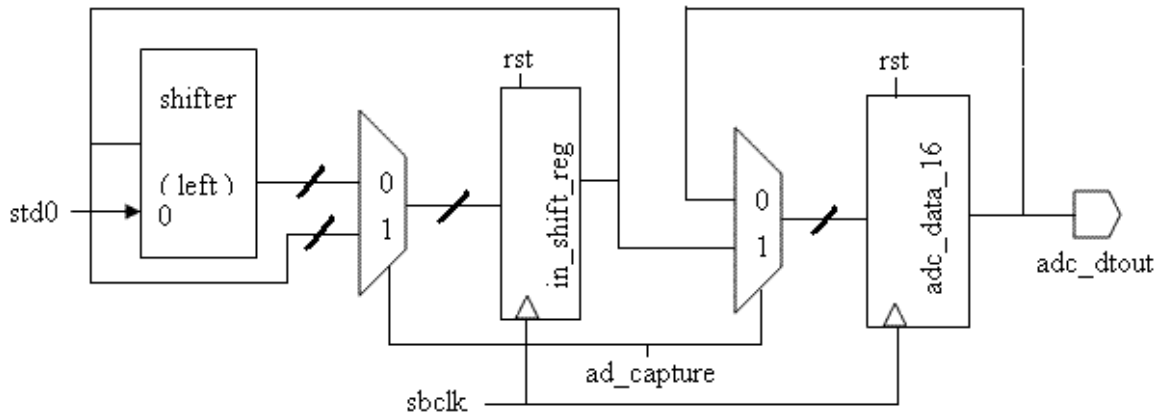 rst
rst
shifter
(left)
0
std0
0
1
in_shift_reg
0
1
adc_data_16
adc_dtout
ad_capture
sbclk